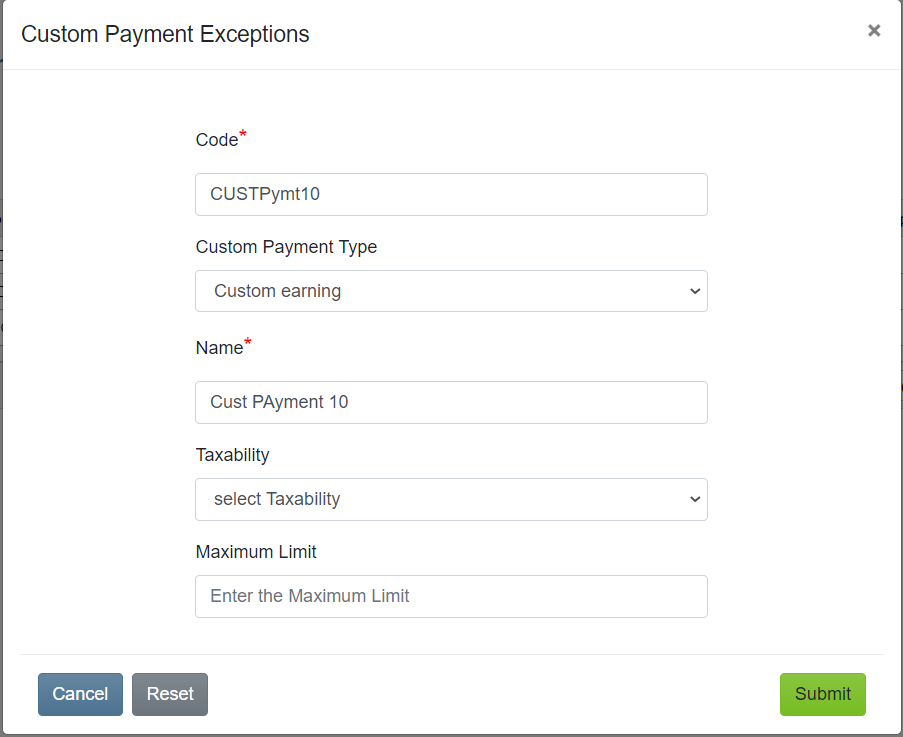 Custom Payment Exceptions
×
Code*
CUSTPymt10
Custom Payment Type
Custom earning
Name*
Cust PAyment 10
Taxability
select Taxability
Maximum Limit
Enter the Maximum Limit
Cancel Reset Submit